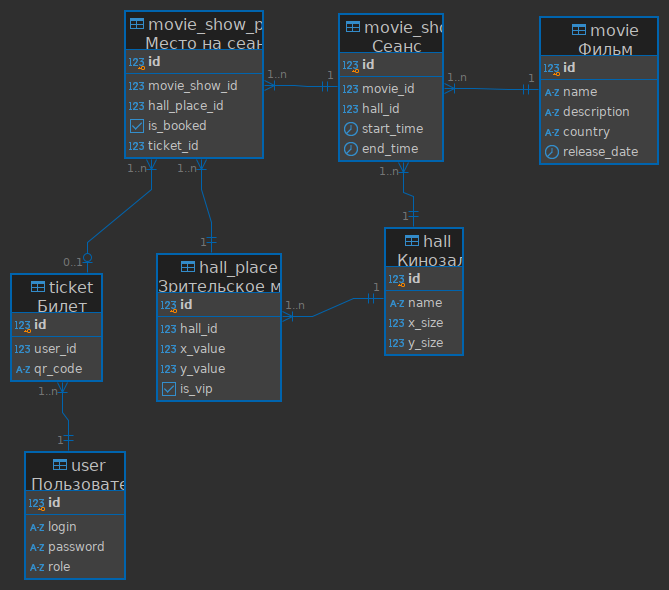 movie_show_p
Место на сеан
123 id
123 movie_show_id
123 hall_place_id
is_booked
123 ticket_id
movie_sho
Сеанс
123 id
123 movie_id
123 hall_id
start_time
end_time
movie
Фильм
123 id
A-Z name
A-Z description
A-Z country
release_date
1..n
1
1..n
1
1..n
1..n
1..n
0..1
1
1
ticket
Билет
123 id
123 user_id
A-Z qr_code
hall_place
Зрительское м
123 id
123 hall_id
123 x_value
123 y_value
is_vip
hall
Кинозал
123 id
A-Z name
123 x_size
123 y_size
1..n
1
1..n
1
user
Пользовате
123 id
A-Z login
A-Z password
A-Z role